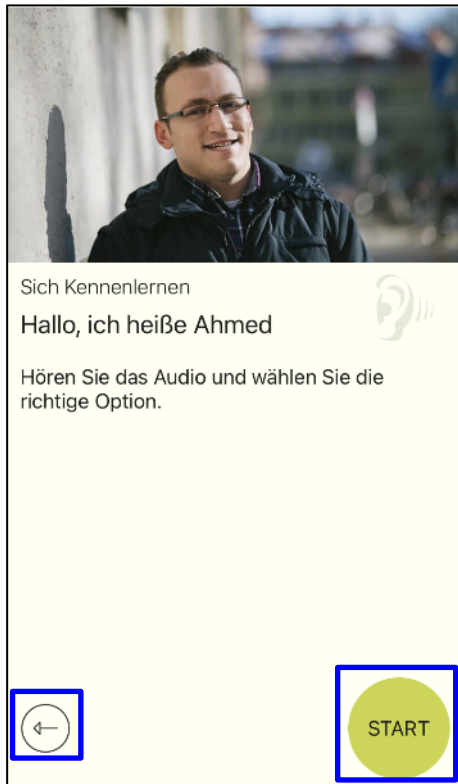 Sich Kennenlernen
Hallo, ich heiße Ahmed
Hören Sie das Audio und wählen Sie die
richtige Option.
START